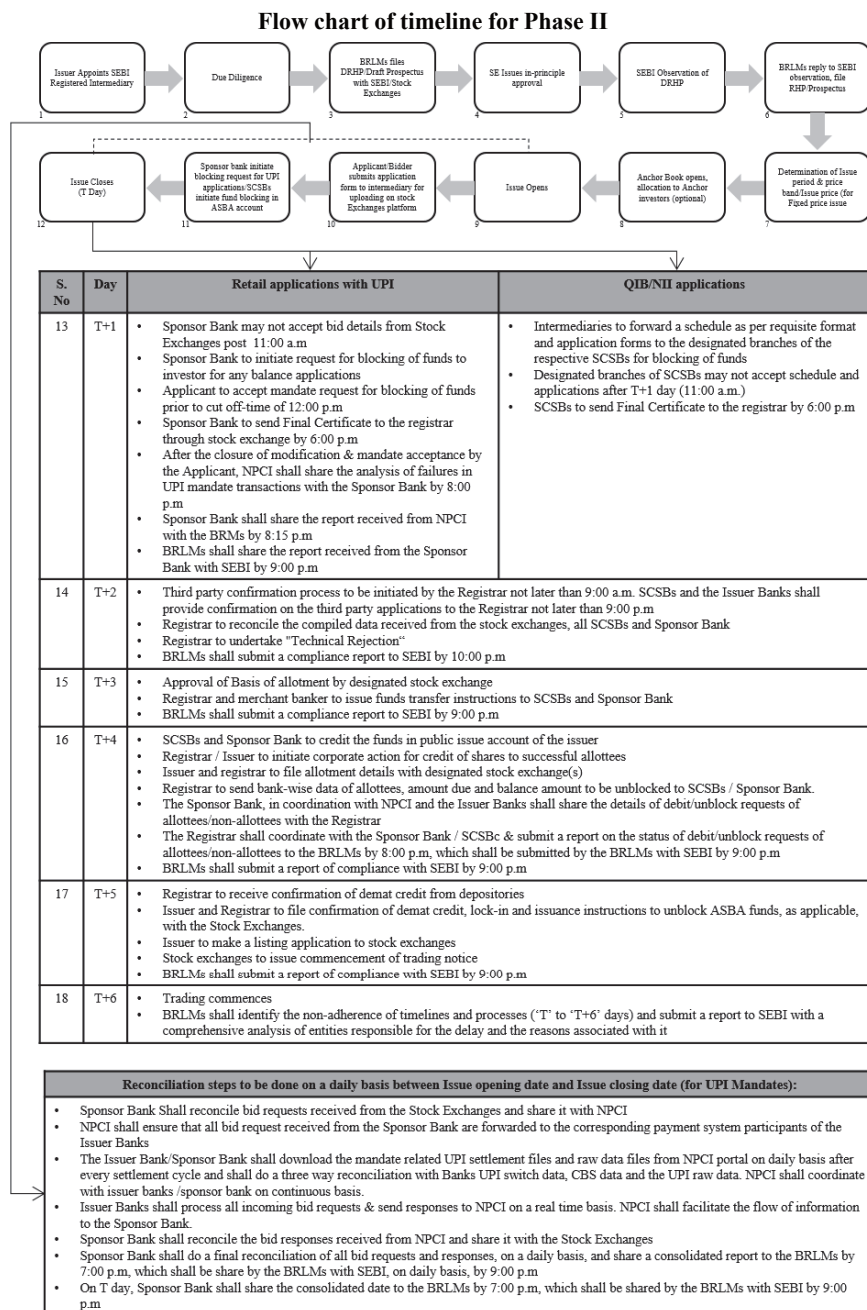 Flow chart of timeline for Phase II
Issuer Appoints SEBI
Registered Intermediary
1
Due Diligence
2
BRLMs files
DRHP/Draft Prospectus
with SEBI/Stock
Exchanges
3
SE Issues in-principle
approval
4
SEBI Observation of
DRHP
5
BRLMs reply to SEBI
observation, file
RHP/Prospectus
6
Determination of Issue
period & price
band/Issue price (for
Fixed price issue
7
Anchor Book opens,
allocation to Anchor
investors (optional)
8
Issue Opens
9
Applicant/Bidder
submits application
form to intermediary for
uploading on stock
Exchanges platform
10
Sponsor bank initiate
blocking request for UPI
applications/SCSBs
initiate fund blocking in
ASBA account
11
Issue Closes
(T Day)
12
S. No Day Retail applications with UPI QIB/NII applications
13 T+1
• Sponsor Bank may not accept bid details from Stock
Exchanges post 11:00 a.m
• Sponsor Bank to initiate request for blocking of funds to
investor for any balance applications
• Applicant to accept mandate request for blocking of funds
prior to cut off-time of 12:00 p.m
• Sponsor Bank to send Final Certificate to the registrar
through stock exchange by 6:00 p.m
• After the closure of modification & mandate acceptance by
the Applicant, NPCI shall share the analysis of failures in
UPI mandate transactions with the Sponsor Bank by 8:00
p.m
• Sponsor Bank shall share the report received from NPCI
with the BRMs by 8:15 p.m
• BRLMs shall share the report received from the Sponsor
Bank with SEBI by 9:00 p.m
• Intermediaries to forward a schedule as per requisite format
and application forms to the designated branches of the
respective SCSBs for blocking of funds
• Designated branches of SCSBs may not accept schedule and
applications after T+1 day (11:00 a.m.)
• SCSBs to send Final Certificate to the registrar by 6:00 p.m
14 T+2
• Third party confirmation process to be initiated by the Registrar not later than 9:00 a.m. SCSBs and the Issuer Banks shall
provide confirmation on the third party applications to the Registrar not later than 9:00 p.m
• Registrar to reconcile the compiled data received from the stock exchanges, all SCSBs and Sponsor Bank
• Registrar to undertake "Technical Rejection“
• BRLMs shall submit a compliance report to SEBI by 10:00 p.m
15 T+3
• Approval of Basis of allotment by designated stock exchange
• Registrar and merchant banker to issue funds transfer instructions to SCSBs and Sponsor Bank
• BRLMs shall submit a compliance report to SEBI by 9:00 p.m
16 T+4
• SCSBs and Sponsor Bank to credit the funds in public issue account of the issuer
• Registrar / Issuer to initiate corporate action for credit of shares to successful allottees
• Issuer and registrar to file allotment details with designated stock exchange(s)
• Registrar to send bank-wise data of allottees, amount due and balance amount to be unblocked to SCSBs / Sponsor Bank.
• The Sponsor Bank, in coordination with NPCI and the Issuer Banks shall share the details of debit/unblock requests of
allottees/non-allottees with the Registrar
• The Registrar shall coordinate with the Sponsor Bank / SCSBc & submit a report on the status of debit/unblock requests of
allottees/non-allottees to the BRLMs by 8:00 p.m, which shall be submitted by the BRLMs with SEBI by 9:00 p.m
• BRLMs shall submit a report of compliance with SEBI by 9:00 p.m
17 T+5
• Registrar to receive confirmation of demat credit from depositories
• Issuer and Registrar to file confirmation of demat credit, lock-in and issuance instructions to unblock ASBA funds, as applicable,
with the Stock Exchanges.
• Issuer to make a listing application to stock exchanges
• Stock exchanges to issue commencement of trading notice
• BRLMs shall submit a report of compliance with SEBI by 9:00 p.m
18 T+6
• Trading commences
• BRLMs shall identify the non-adherence of timelines and processes (‘T’ to ‘T+6’ days) and submit a report to SEBI with a
comprehensive analysis of entities responsible for the delay and the reasons associated with it
Reconciliation steps to be done on a daily basis between Issue opening date and Issue closing date (for UPI Mandates):
• Sponsor Bank Shall reconcile bid requests received from the Stock Exchanges and share it with NPCI
• NPCI shall ensure that all bid request received from the Sponsor Bank are forwarded to the corresponding payment system participants of the
Issuer Banks
• The Issuer Bank/Sponsor Bank shall download the mandate related UPI settlement files and raw data files from NPCI portal on daily basis after
every settlement cycle and shall do a three way reconciliation with Banks UPI switch data, CBS data and the UPI raw data. NPCI shall coordinate
with issuer banks /sponsor bank on continuous basis.
• Issuer Banks shall process all incoming bid requests & send responses to NPCI on a real time basis. NPCI shall facilitate the flow of information
to the Sponsor Bank.
• Sponsor Bank shall reconcile the bid responses received from NPCI and share it with the Stock Exchanges
• Sponsor Bank shall do a final reconciliation of all bid requests and responses, on a daily basis, and share a consolidated report to the BRLMs by
7:00 p.m, which shall be share by the BRLMs with SEBI, on daily basis, by 9:00 p.m
• On T day, Sponsor Bank shall share the consolidated date to the BRLMs by 7:00 p.m, which shall be shared by the BRLMs with SEBI by 9:00
p.m